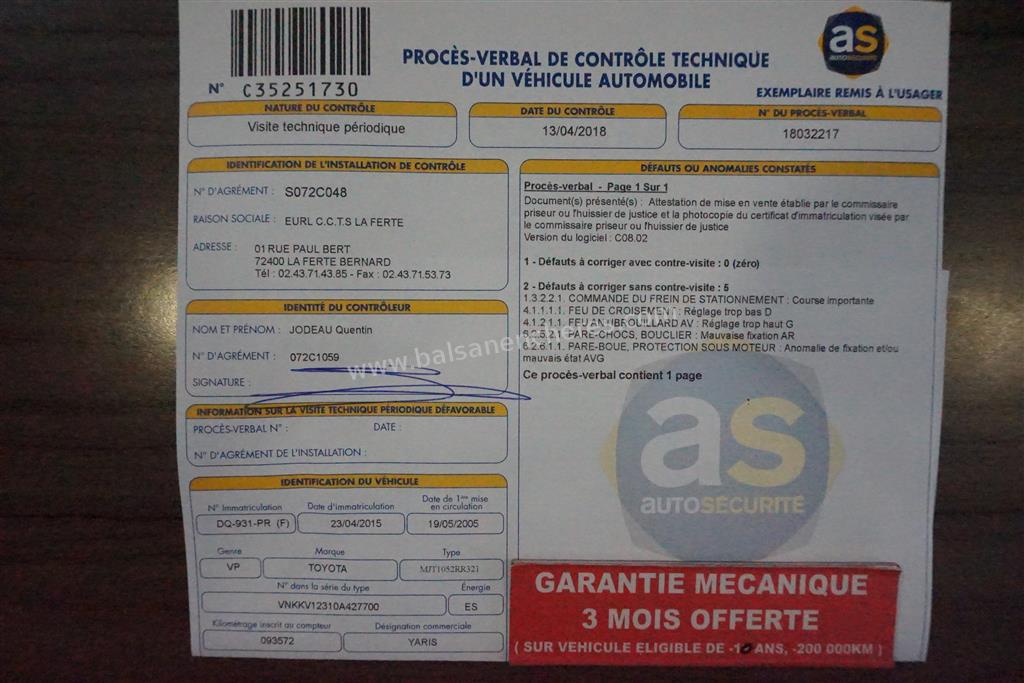 N° C35251730
PROCÈS-VERBAL DE CONTRÔLE TECHNIQUE
D'UN VÉHICULE AUTOMOBILE
as
AUTOSÉCURITÉ
EXEMPLAIRE REMIS À L'USAGER
NATURE DU CONTRÔLE
Visite technique périodique
DATE DU CONTRÔLE
13/04/2018
N° DU PROCÈS-VERBAL
18032217
IDENTIFICATION DE L'INSTALLATION DE CONTRÔLE
N° D'AGRÉMENT : S072C048
RAISON SOCIALE : EURL C.C.T.S LA FERTE
ADRESSE : 01 RUE PAUL BERT
72400 LA FERTE BERNARD
Tél : 02.43.71.43.85 - Fax : 02.43.71.53.73
IDENTITÉ DU CONTRÔLEUR
NOM ET PRÉNOM : JODEAU Quentin
N° D'AGRÉMENT : 072C1059
SIGNATURE :
INFORMATION SUR LA VISITE TECHNIQUE PÉRIODIQUE DÉFAVORABLE
PROCÈS-VERBAL N° : DATE :
N° D'AGRÉMENT DE L'INSTALLATION :
IDENTIFICATION DU VÉHICULE
N° Immatriculation Date d'immatriculation Date de 1ère mise en circulation
DQ-931-PR (F) 23/04/2015 19/05/2005
Genre Marque Type
VP TOYOTA MJT1052RR321
N° dans la série du type Énergie
VNKKV12310A427700 ES
Kilométrage inscrit au compteur Désignation commerciale
093572 YARIS
DÉFAUTS OU ANOMALIES CONSTATÉS
Procès-verbal - Page 1 Sur 1
Document(s) présenté(s) : Attestation de mise en vente établie par le commissaire
priseur ou l'huissier de justice et la photocopie du certificat d'immatriculation visée par
le commissaire priseur ou l'huissier de justice
Version du logiciel : C08.02
1 - Défauts à corriger avec contre-visite : 0 (zéro)
2 - Défauts à corriger sans contre-visite : 5
1.3.2.2.1. COMMANDE DU FREIN DE STATIONNEMENT : Course importante
4.1.1.1.1. FEU DE CROISEMENT : Réglage trop bas D
4.1.2.1.1. FEU ANTIBROUILLARD AV : Réglage trop haut G
6.2.5.2.1. PARE-CHOCS, BOUCLIER : Mauvaise fixation AR
6.2.6.1.1. PARE-BOUE, PROTECTION SOUS MOTEUR : Anomalie de fixation et/ou
mauvais état AVG
Ce procès-verbal contient 1 page
as
AUTOSÉCURITÉ
GARANTIE MECANIQUE
3 MOIS OFFERTE
( SUR VEHICULE ELIGIBLE DE -10 ANS, -200 000KM )